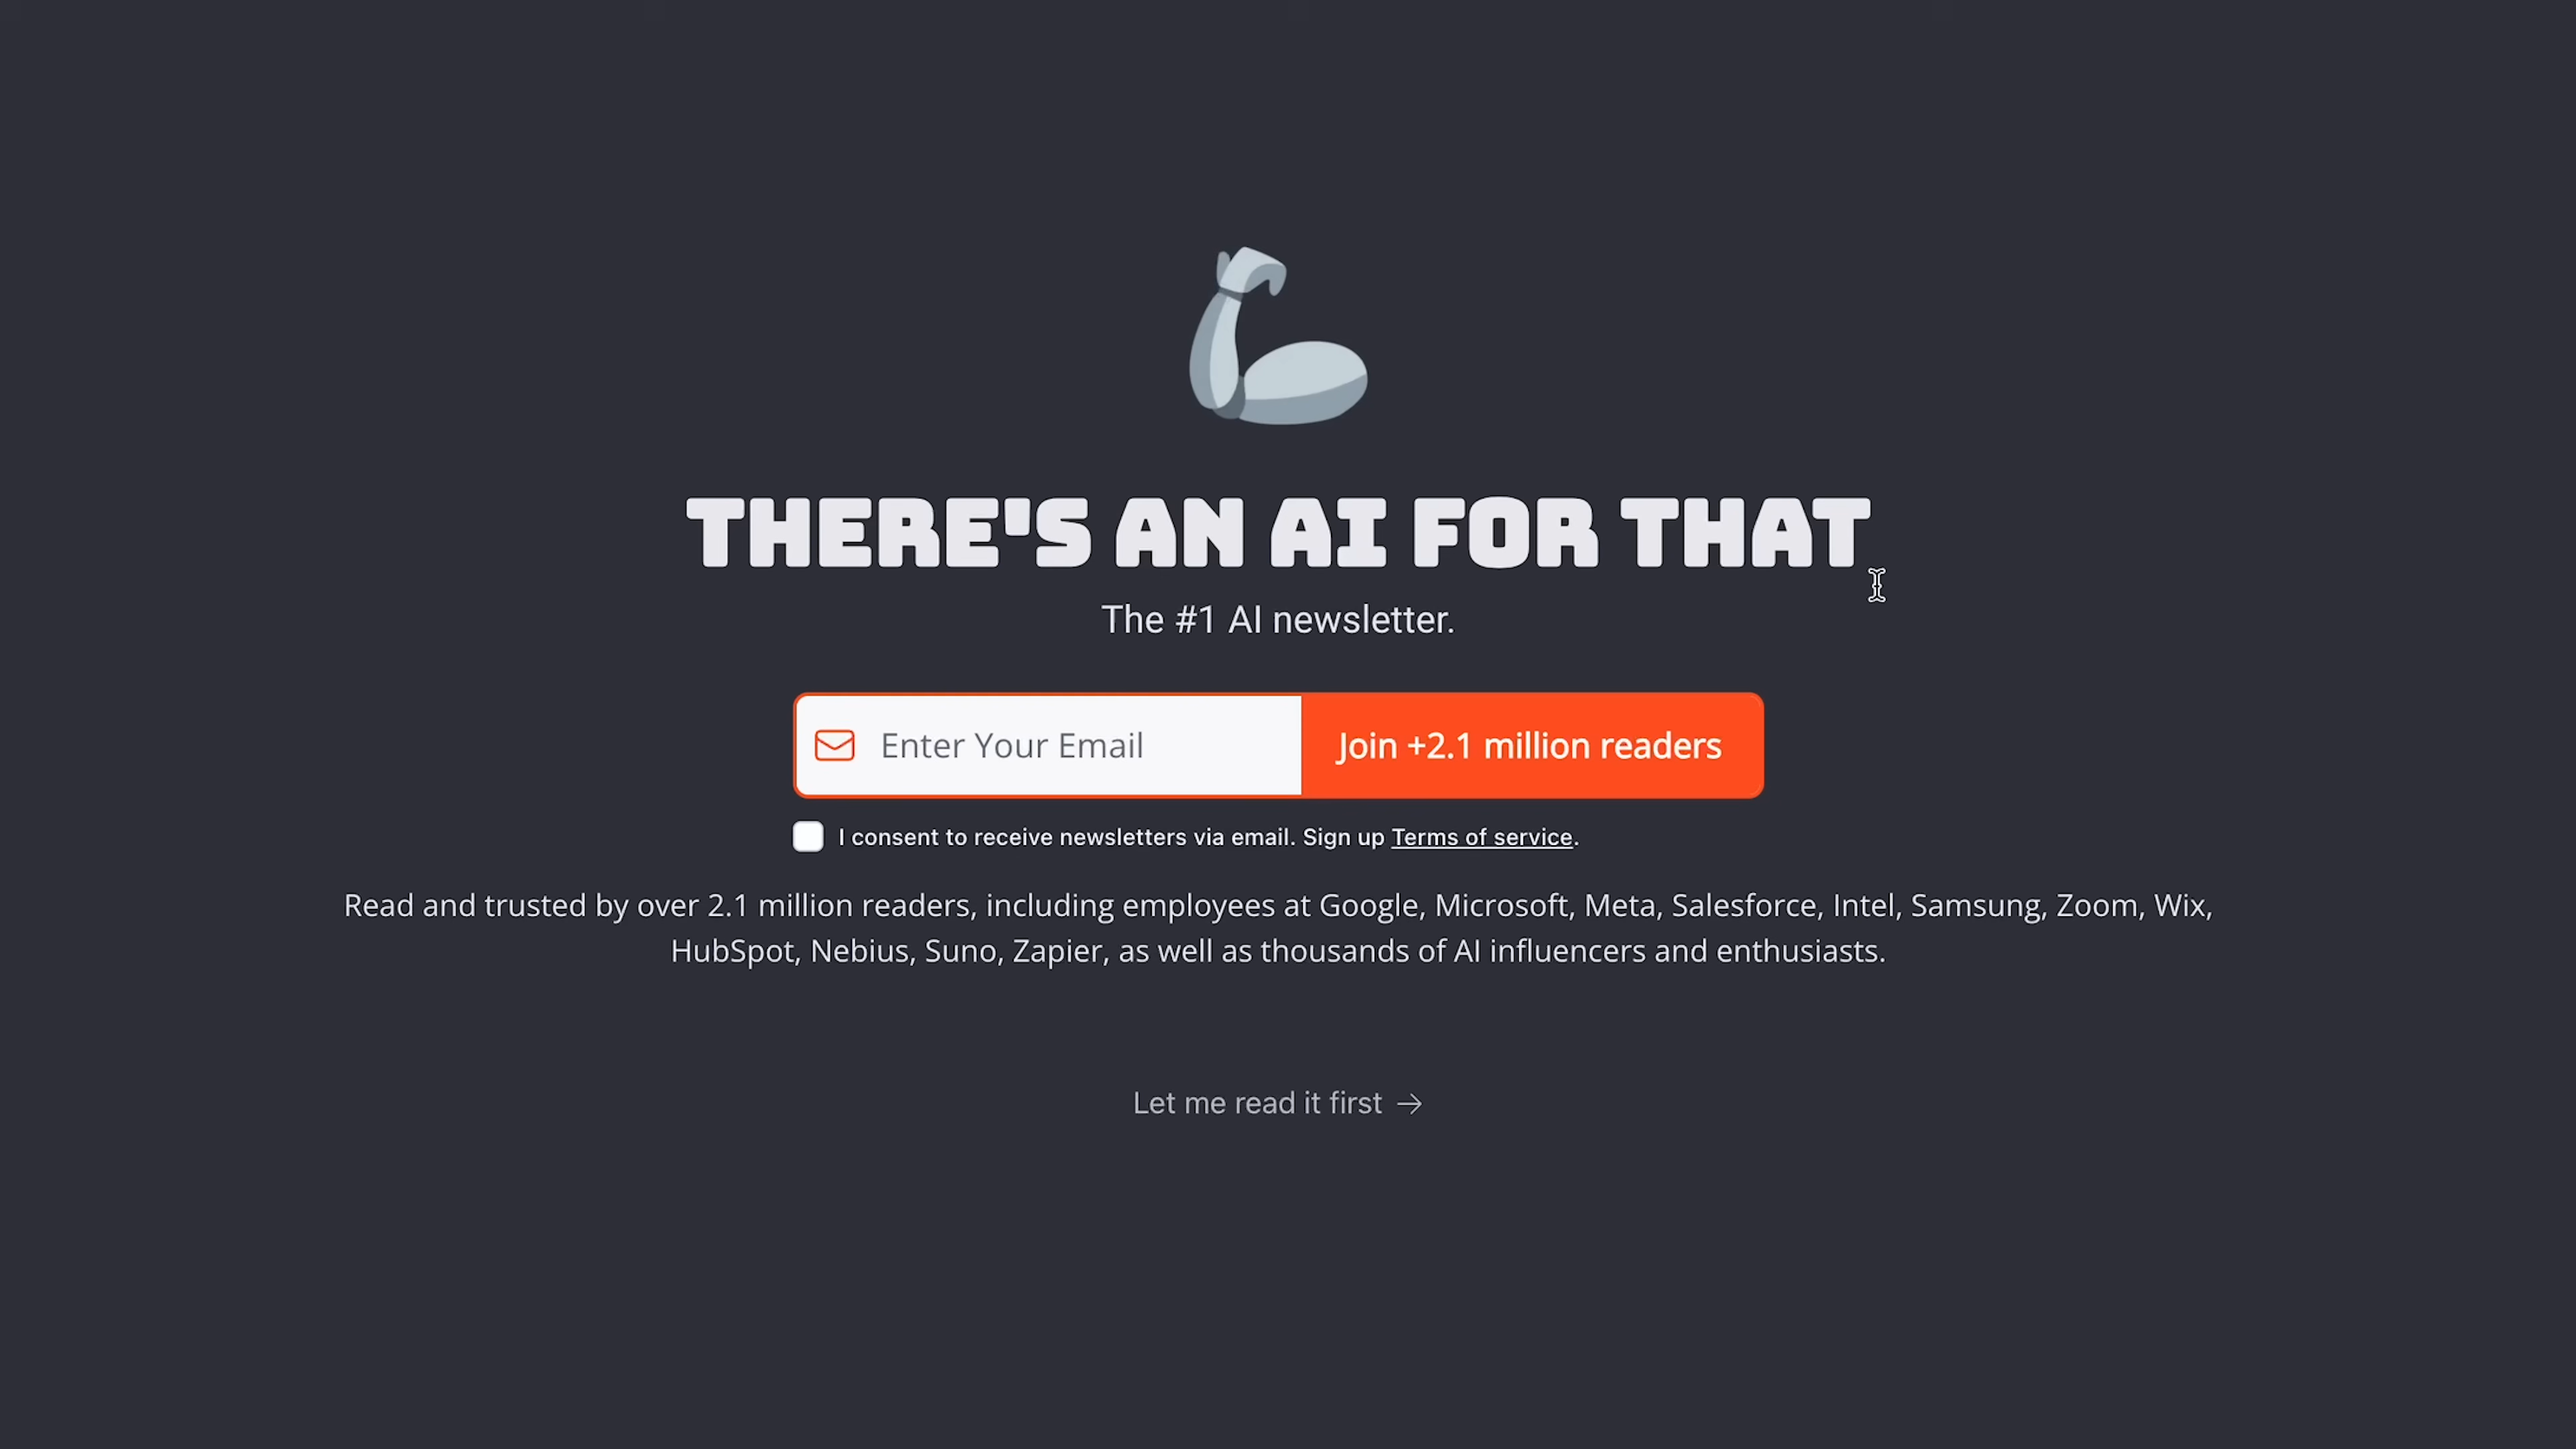 THERE'S AN AI FOR THAT
The #1 AI newsletter.
Enter Your Email
Join +2.1 million readers
I consent to receive newsletters via email. Sign up Terms of service.
Read and trusted by over 2.1 million readers, including employees at Google, Microsoft, Meta, Salesforce, Intel, Samsung, Zoom, Wix,
HubSpot, Nebius, Suno, Zapier, as well as thousands of AI influencers and enthusiasts.
Let me read it first →